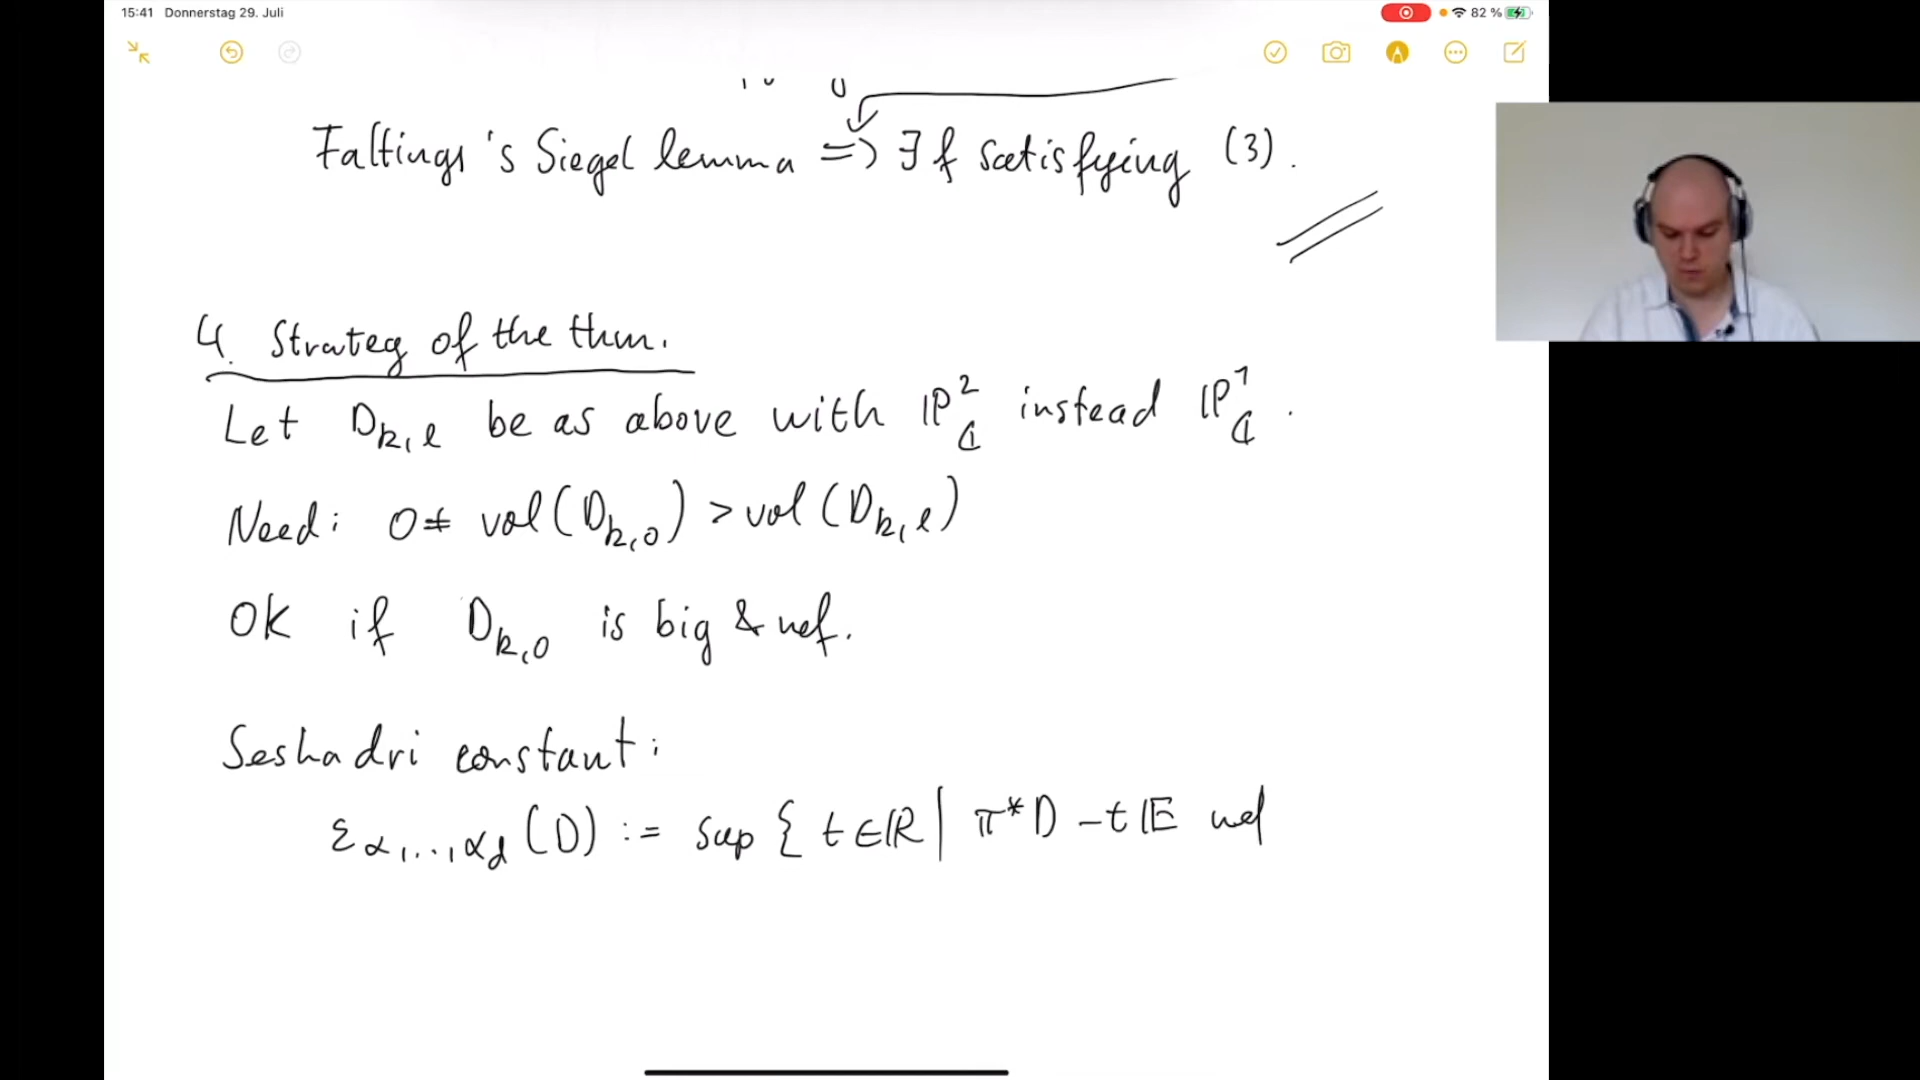 15:41 Donnerstag 29. Juli
82 %
Faltings's Siegel lemma => ∃ f satisfying (3).
4. Strategy of the thm.
Let D_{k,l} be as above with ℙ²_ℂ instead ℙ¹_ℂ.
Need: 0 ≠ vol(D_{k,0}) > vol(D_{k,l})
OK if D_{k,0} is big & nef.
Seshadri constant:
ε_{α_1,...,α_d}(D) := sup { t∈ℝ | π*D - t𝔼 nef